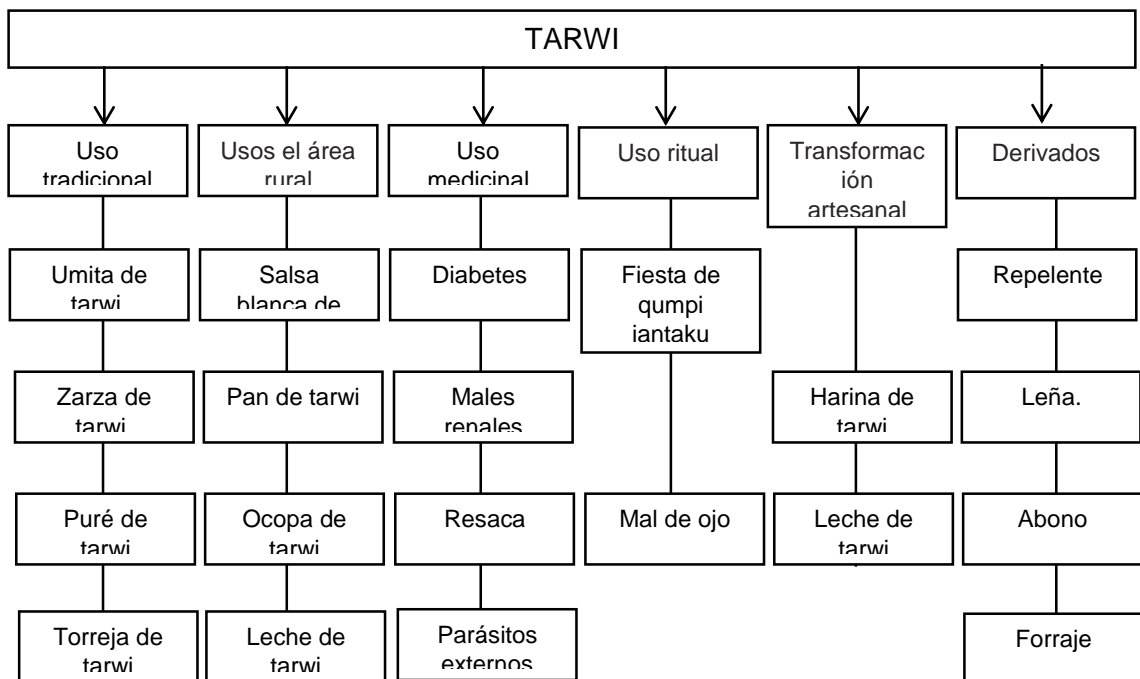 TARWI
Uso
tradicional
Usos el área
rural
Uso
medicinal
Uso ritual
Transformac
ión
artesanal
Derivados
Umita de
tarwi
Salsa
blanca de
Diabetes
Fiesta de
qumpi
iantaku
Repelente
Zarza de
tarwi
Pan de tarwi
Males
renales
Harina de
tarwi
Leña.
Puré de
tarwi
Ocopa de
tarwi
Resaca
Mal de ojo
Leche de
tarwi
Abono
Torreja de
tarwi
Leche de
tarwi
Parásitos
externos
Forraje